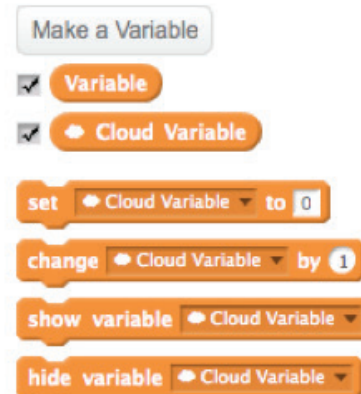 Make a Variable
Variable
Cloud Variable
set Cloud Variable to 0
change Cloud Variable by 1
show variable Cloud Variable
hide variable Cloud Variable